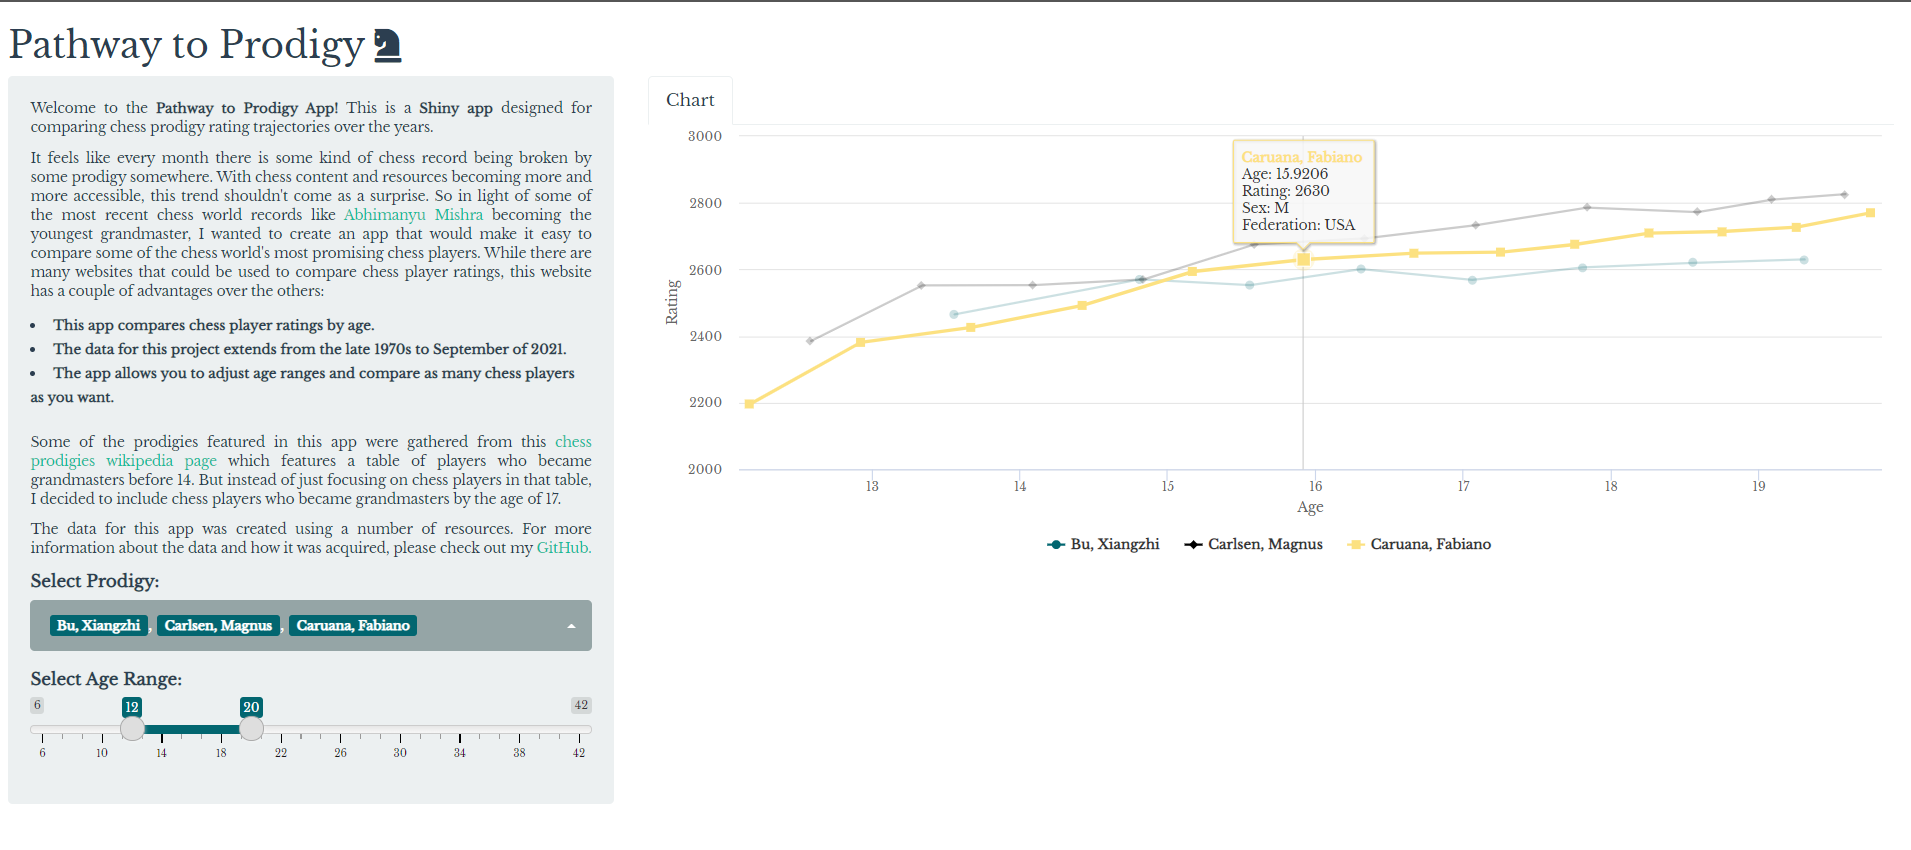 Pathway to Prodigy
Welcome to the Pathway to Prodigy App! This is a Shiny app designed for
comparing chess prodigy rating trajectories over the years.
It feels like every month there is some kind of chess record being broken by
some prodigy somewhere. With chess content and resources becoming more and
more accessible, this trend shouldn't come as a surprise. So in light of some of
the most recent chess world records like Abhimanyu Mishra becoming the
youngest grandmaster, I wanted to create an app that would make it easy to
compare some of the chess world's most promising chess players. While there are
many websites that could be used to compare chess player ratings, this website
has a couple of advantages over the others:
• This app compares chess player ratings by age.
• The data for this project extends from the late 1970s to September of 2021.
• The app allows you to adjust age ranges and compare as many chess players
as you want.
Some of the prodigies featured in this app were gathered from this chess
prodigies wikipedia page which features a table of players who became
grandmasters before 14. But instead of just focusing on chess players in that table,
I decided to include chess players who became grandmasters by the age of 17.
The data for this app was created using a number of resources. For more
information about the data and how it was acquired, please check out my GitHub.
Select Prodigy:
Bu, Xiangzhi , Carlsen, Magnus , Caruana, Fabiano
Select Age Range:
6 12 20 42
6 10 14 18 22 26 30 34 38 42
Chart
3000
2800
2600
2400
2200
2000
Rating
Caruana, Fabiano
Age: 15.9206
Rating: 2630
Sex: M
Federation: USA
13 14 15 16 17 18 19
Age
Bu, Xiangzhi Carlsen, Magnus Caruana, Fabiano